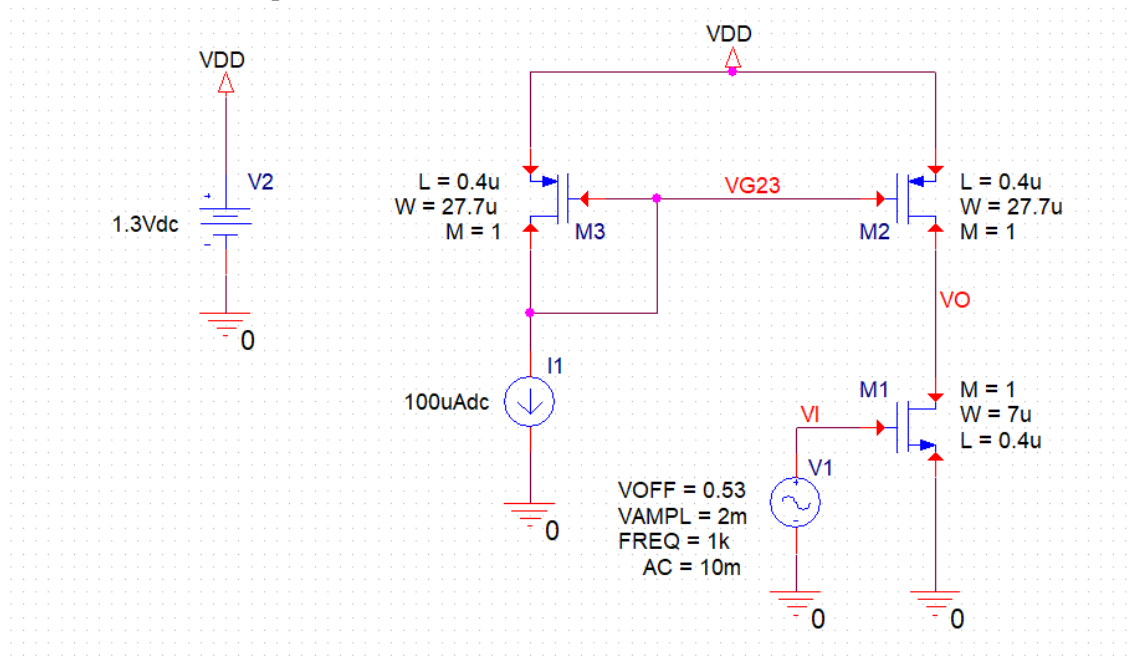 VDD
VDD
V2
1.3Vdc
+
-
0
L = 0.4u
W = 27.7u
M = 1
M3
VG23
L = 0.4u
W = 27.7u
M = 1
M2
VO
I1
100uAdc
0
M1
M = 1
W = 7u
L = 0.4u
VI
V1
+
-
VOFF = 0.53
VAMPL = 2m
FREQ = 1k
AC = 10m
0
0